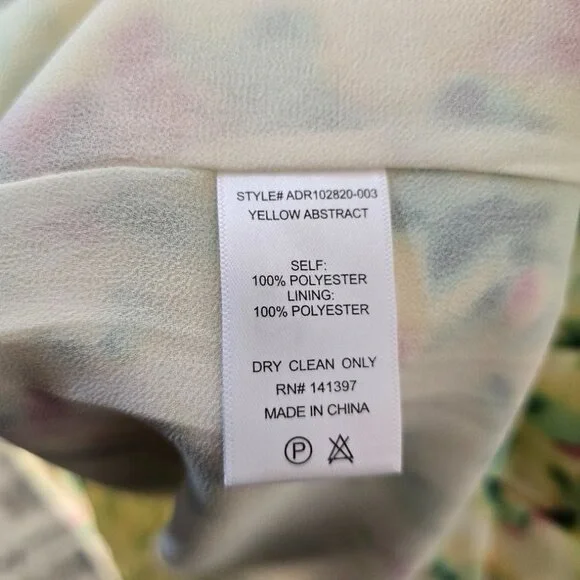 STYLE# ADR102820-003
YELLOW ABSTRACT
SELF:
100% POLYESTER
LINING:
100% POLYESTER
DRY CLEAN ONLY
RN# 141397
MADE IN CHINA
P